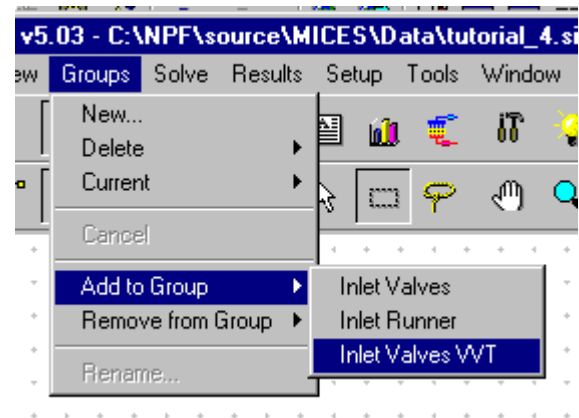 v5.03 - C:\NPF\source\MICES\Data\tutorial_4.si
ew Groups Solve Results Setup Tools Window
New...
Delete
Current
Cancel
Add to Group
Remove from Group
Rename...
Inlet Valves
Inlet Runner
Inlet Valves VVT